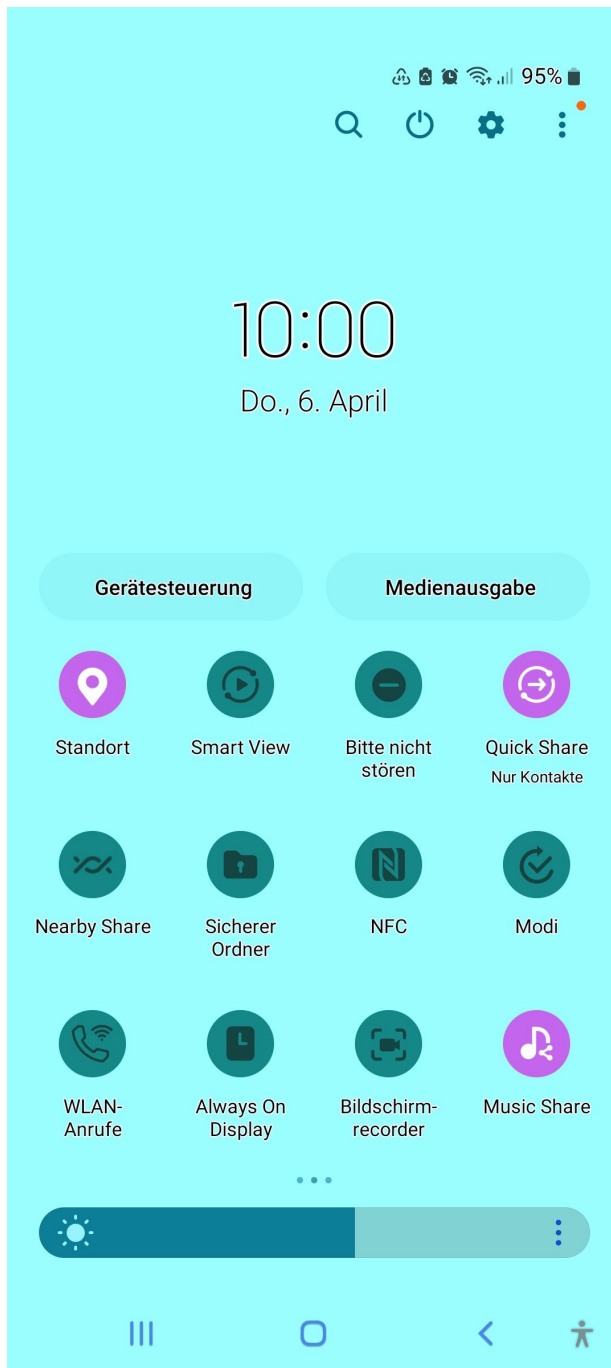 95%
10:00
Do., 6. April
Gerätesteuerung
Medienausgabe
Standort
Smart View
Bitte nicht
stören
Quick Share
Nur Kontakte
Nearby Share
Sicherer
Ordner
NFC
Modi
WLAN-
Anrufe
Always On
Display
Bildschirm-
recorder
Music Share